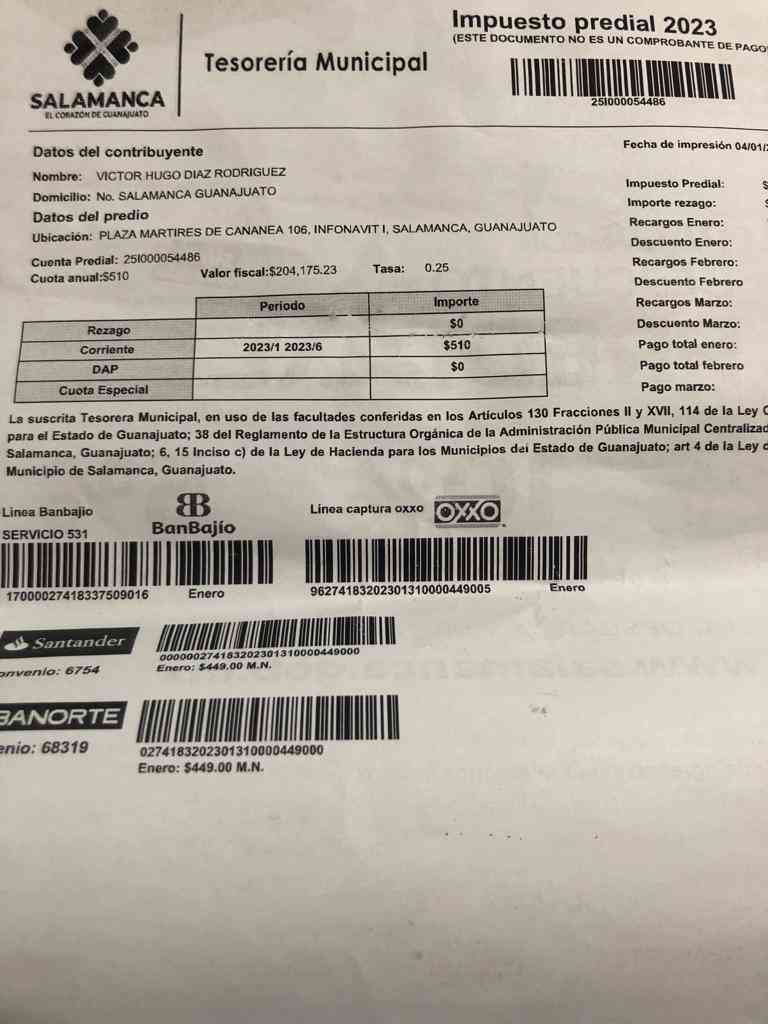 Impuesto predial 2023
(ESTE DOCUMENTO NO ES UN COMPROBANTE DE PAGO
Tesorería Municipal
SALAMANCA
EL CORAZÓN DE GUANAJUATO
25I000054486
Fecha de impresión 04/01/
Datos del contribuyente
Nombre: VICTOR HUGO DIAZ RODRIGUEZ
Domicilio: No. SALAMANCA GUANAJUATO
Datos del predio
Ubicación: PLAZA MARTIRES DE CANANEA 106, INFONAVIT I, SALAMANCA, GUANAJUATO
Cuenta Predial: 25I000054486
Cuota anual:$510 Valor fiscal:$204,175.23 Tasa: 0.25
Impuesto Predial: $
Importe rezago: $
Recargos Enero:
Descuento Enero:
Recargos Febrero:
Descuento Febrero
Recargos Marzo:
Descuento Marzo:
Pago total enero:
Pago total febrero
Pago marzo:
Periodo Importe
Rezago $0
Corriente 2023/1 2023/6 $510
DAP $0
Cuota Especial
La suscrita Tesorera Municipal, en uso de las facultades conferidas en los Artículos 130 Fracciones II y XVII, 114 de la Ley
para el Estado de Guanajuato; 38 del Reglamento de la Estructura Orgánica de la Administración Pública Municipal Centralizad
Salamanca, Guanajuato; 6, 15 Inciso c) de la Ley de Hacienda para los Municipios del Estado de Guanajuato; art 4 de la Ley d
Municipio de Salamanca, Guanajuato.
Linea Banbajio
SERVICIO 531
BanBajío
17000027418337509016 Enero
Línea captura oxxo OXXO
96274183202301310000449005 Enero
Santander
onvenio: 6754
000000274183202301310000449000
Enero: $449.00 M.N.
BANORTE
enio: 68319
0274183202301310000449000
Enero: $449.00 M.N.